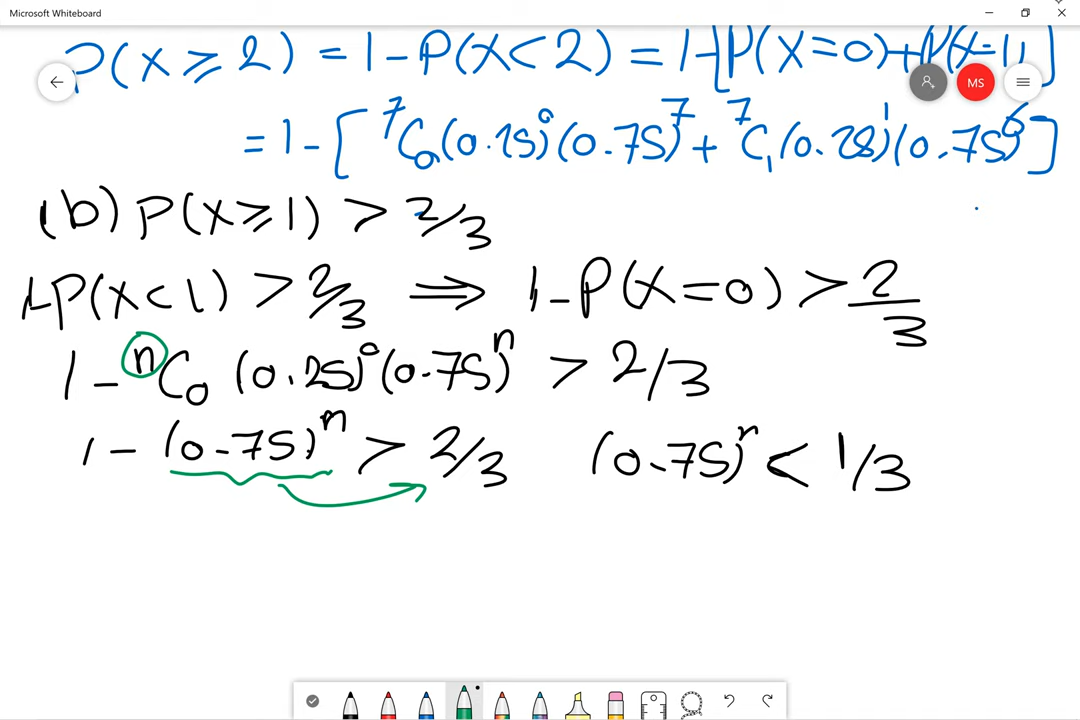 Microsoft Whiteboard
P(X ≥ 2) = 1 - P(X < 2) = 1 - [P(X=0) + P(X=1)]
MS
= 1 - [ ⁷C₀ (0.25)⁰ (0.75)⁷ + ⁷C₁ (0.25)¹ (0.75)⁶ ]
(b) P(X ≥ 1) > 2/3
1-P(X < 1) > 2/3 ⟹ 1 - P(X = 0) > 2/3
1 - ⁿC₀ (0.25)⁰ (0.75)ⁿ > 2/3
1 - (0.75)ⁿ > 2/3 (0.75)ⁿ < 1/3